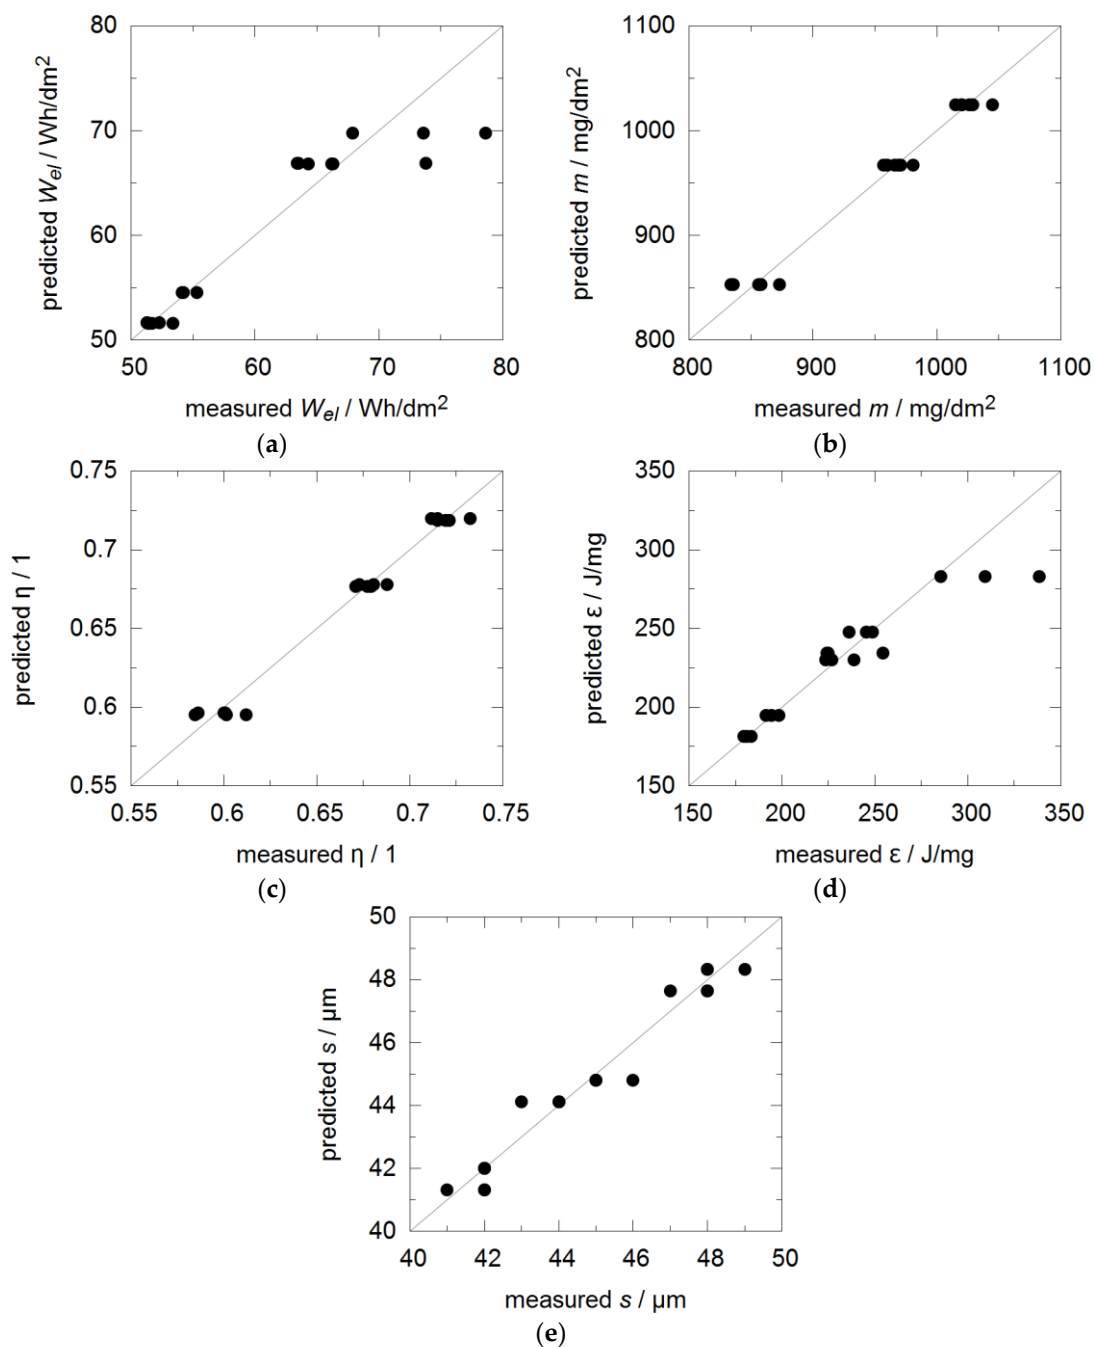 80
70
60
50
50 60 70 80
predicted W_el / Wh/dm²
measured W_el / Wh/dm²
(a)
1100
1000
900
800
800 900 1000 1100
predicted m / mg/dm²
measured m / mg/dm²
(b)
0.75
0.7
0.65
0.6
0.55
0.55 0.6 0.65 0.7 0.75
predicted η / 1
measured η / 1
(c)
350
300
250
200
150
150 200 250 300 350
predicted ε / J/mg
measured ε / J/mg
(d)
50
48
46
44
42
40
40 42 44 46 48 50
predicted s / µm
measured s / µm
(e)